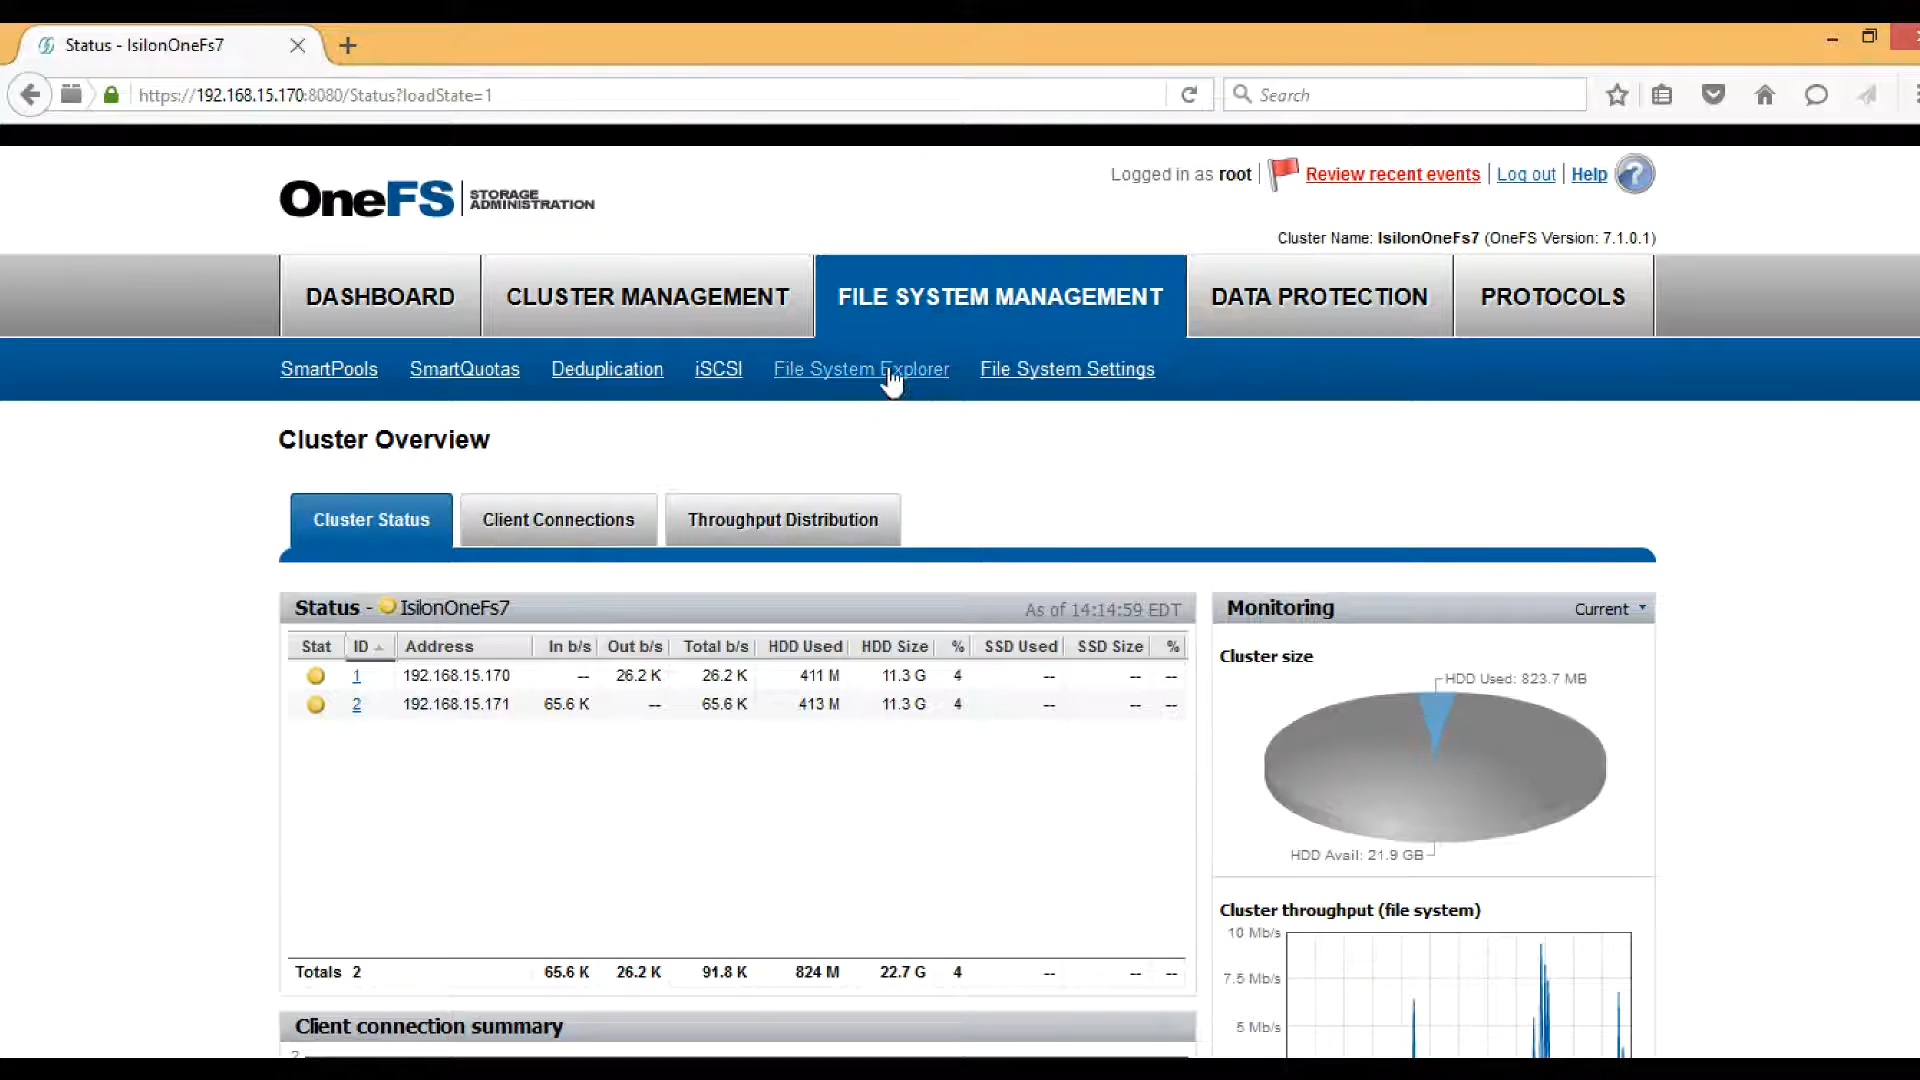 Status - IsilonOneFs7
https://192.168.15.170:8080/Status?loadState=1
Search
Logged in as root | Review recent events | Log out | Help ?
OneFS STORAGE ADMINISTRATION
Cluster Name: IsilonOneFs7 (OneFS Version: 7.1.0.1)
DASHBOARD CLUSTER MANAGEMENT FILE SYSTEM MANAGEMENT DATA PROTECTION PROTOCOLS
SmartPools SmartQuotas Deduplication iSCSI File System Explorer File System Settings
Cluster Overview
Cluster Status Client Connections Throughput Distribution
Status - IsilonOneFs7 As of 14:14:59 EDT
Stat ID Address In b/s Out b/s Total b/s HDD Used HDD Size % SSD Used SSD Size %
1 192.168.15.170 -- 26.2 K 26.2 K 411 M 11.3 G 4 -- -- --
2 192.168.15.171 65.6 K -- 65.6 K 413 M 11.3 G 4 -- -- --
Totals 2 65.6 K 26.2 K 91.8 K 824 M 22.7 G 4 -- -- --
Client connection summary
Monitoring Current
Cluster size
HDD Used: 823.7 MB
HDD Avail: 21.9 GB
Cluster throughput (file system)
10 Mb/s
7.5 Mb/s
5 Mb/s